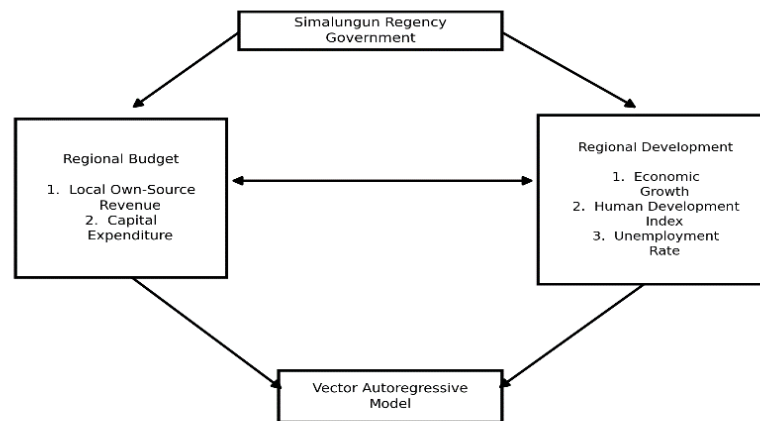 Simalungun Regency
Government
Regional Budget
1. Local Own-Source
Revenue
2. Capital
Expenditure
Regional Development
1. Economic
Growth
2. Human Development
Index
3. Unemployment
Rate
Vector Autoregressive
Model